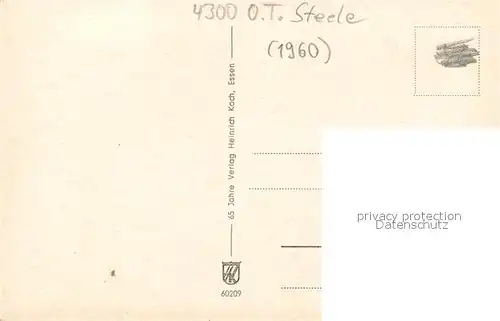 4300 O.T. Steele
(1960)
65 Jahre Verlag Heinrich Koch, Essen
privacy protection
Datenschutz
60209